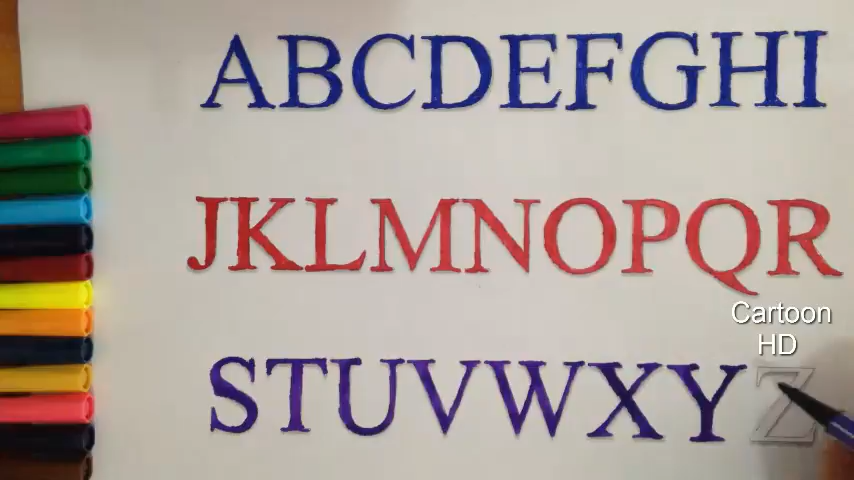 ABCDEFGHI
JKLMNOPQR
Cartoon
HD
STUVWXYZ